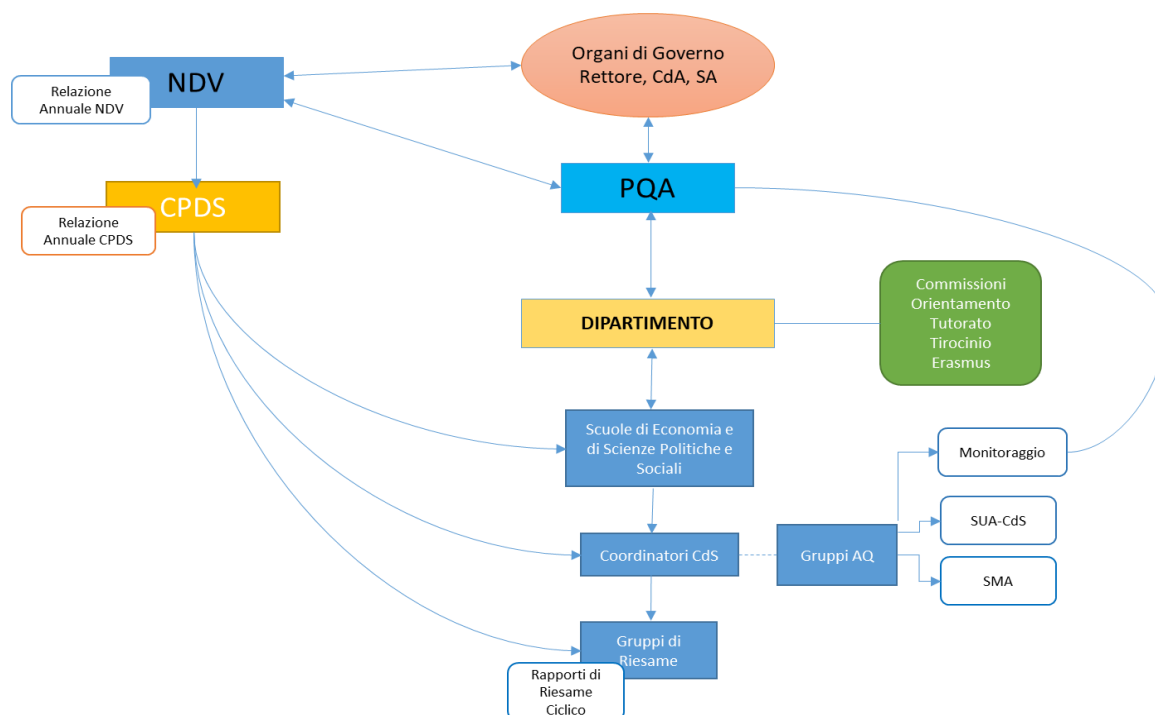 Organi di Governo
Rettore, CdA, SA
NDV
Relazione
Annuale NDV
PQA
CPDS
Relazione
Annuale CPDS
DIPARTIMENTO
Commissioni
Orientamento
Tutorato
Tirocinio
Erasmus
Scuole di Economia e
di Scienze Politiche e
Sociali
Monitoraggio
SUA-CdS
Coordinatori CdS
Gruppi AQ
SMA
Gruppi di
Riesame
Rapporti di
Riesame
Ciclico